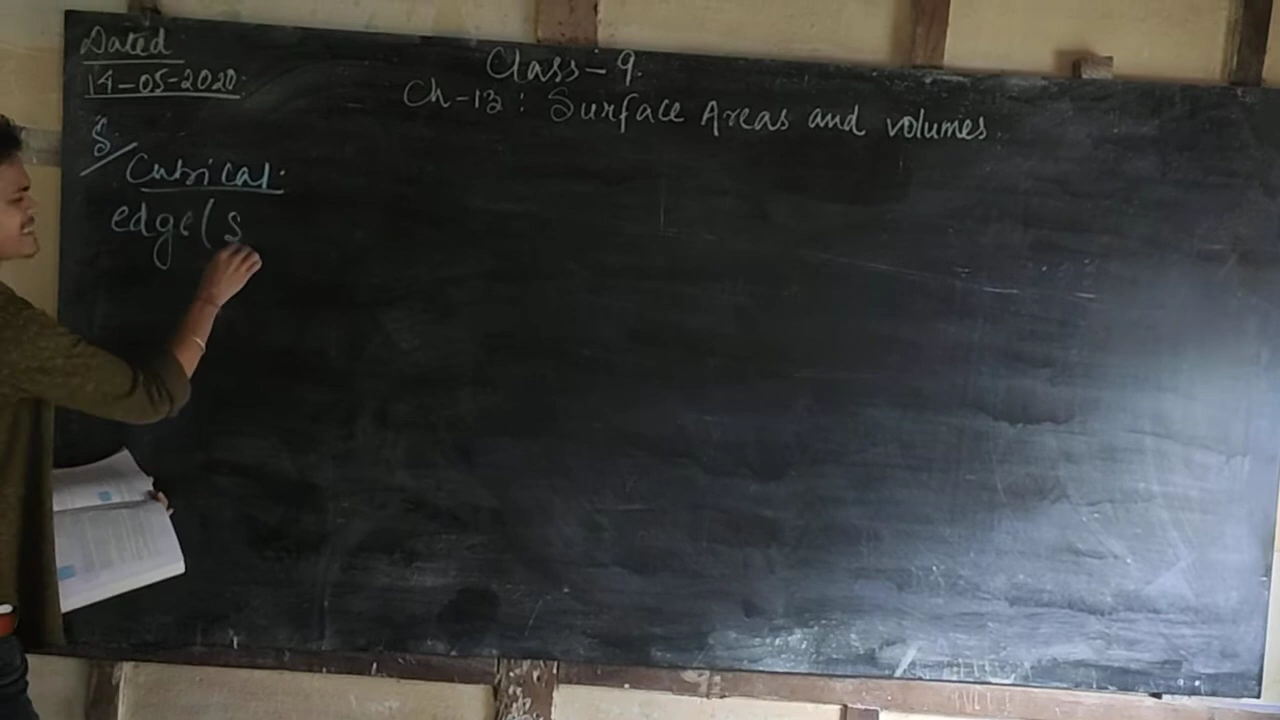 Dated
14-05-2020.
Class-9.
Ch-13: Surface Areas and volumes.
Cubical.
edge(s